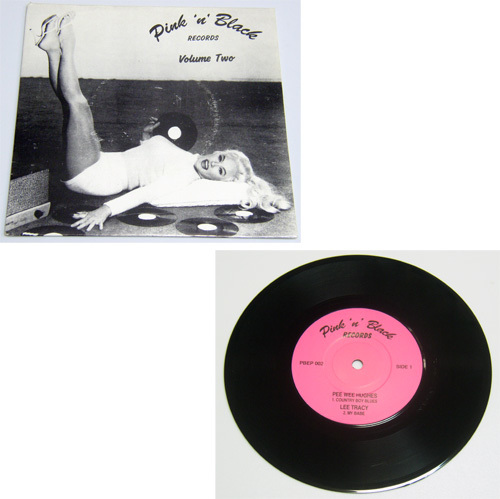 Pink 'n' Black
RECORDS
Volume Two
Pink 'n' Black
RECORDS
PBEP 002
SIDE 1
PEE WEE HUGHES
1. COUNTRY BOY BLUES
LEE TRACY
2. MY BABE